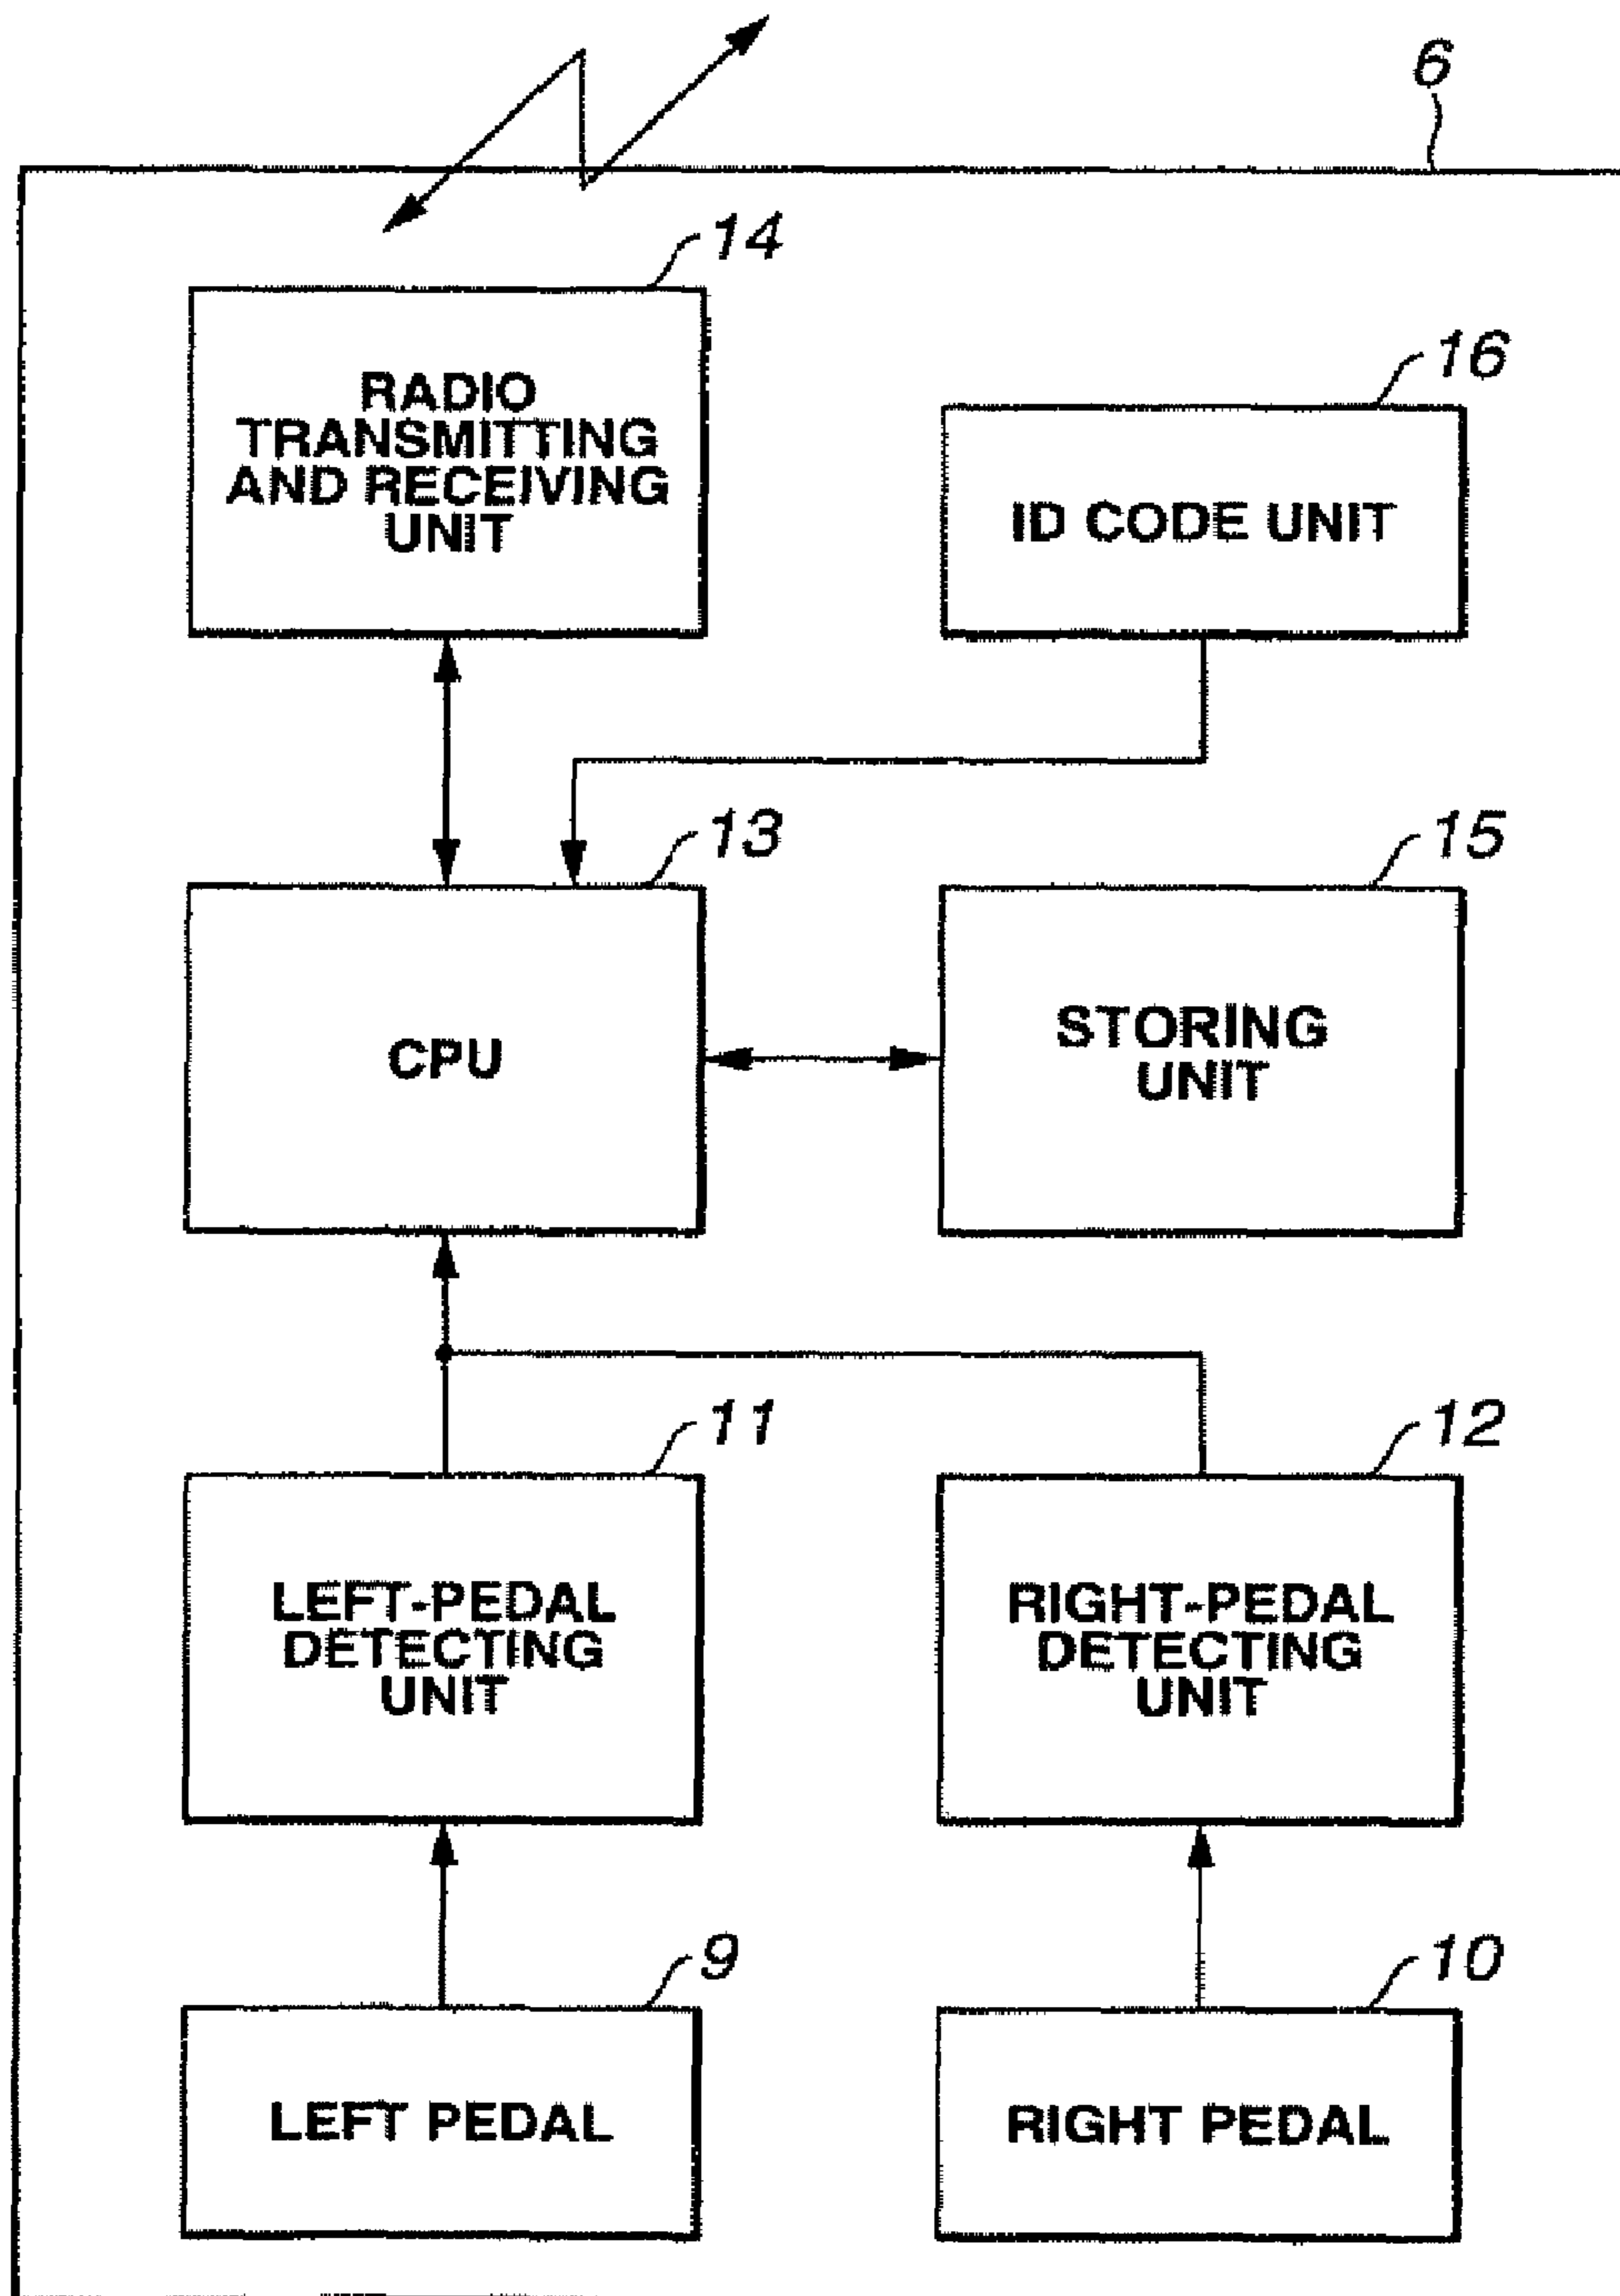 6
14
RADIO
TRANSMITTING
AND RECEIVING
UNIT
16
ID CODE UNIT
13
CPU
15
STORING
UNIT
11
LEFT-PEDAL
DETECTING
UNIT
12
RIGHT-PEDAL
DETECTING
UNIT
9
LEFT PEDAL
10
RIGHT PEDAL